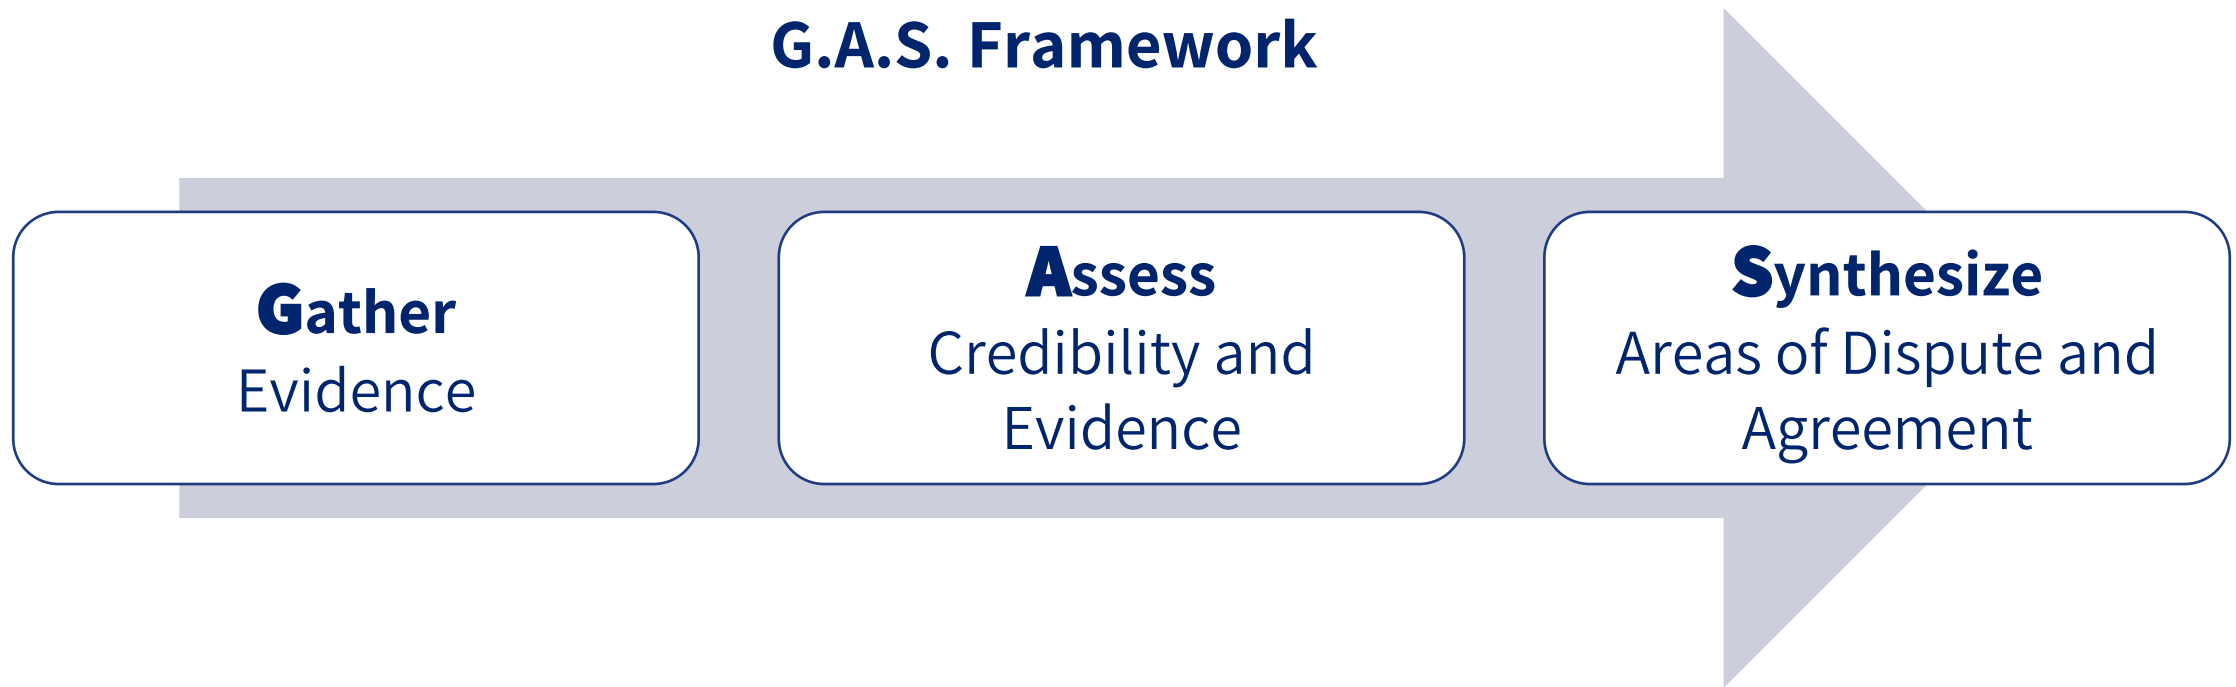 G.A.S. Framework
Gather
Evidence
Assess
Credibility and
Evidence
Synthesize
Areas of Dispute and
Agreement